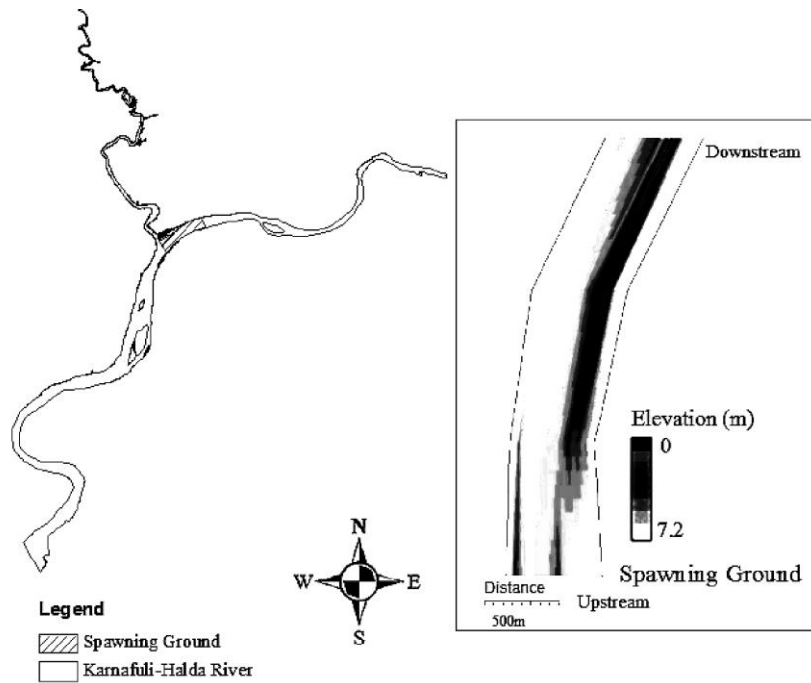 Downstream
Elevation (m)
0
7.2
Spawning Ground
Distance
500m
Upstream
N
W
E
S
Legend
Spawning Ground
Karnafuli-Halda River